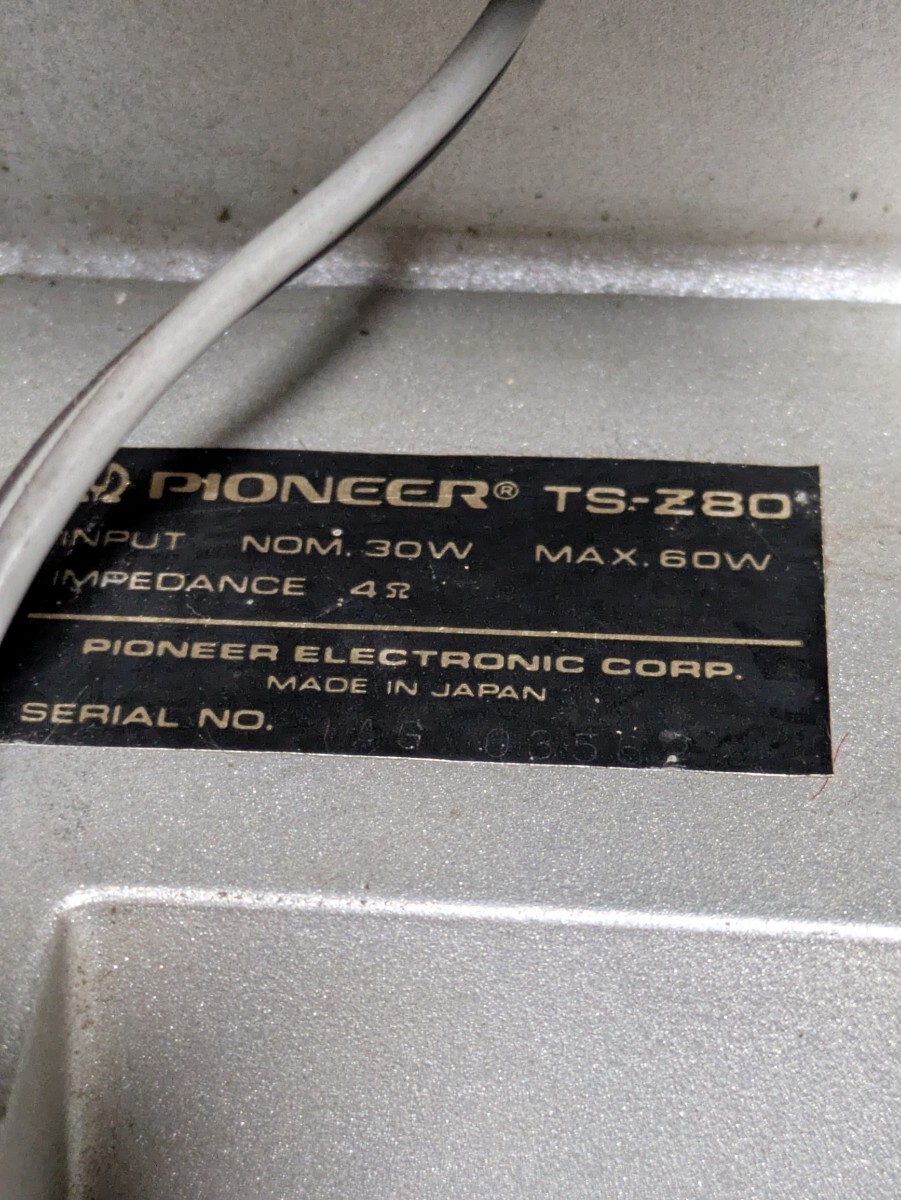 PIONEER® TS-Z80
INPUT NOM. 30W MAX. 60W
IMPEDANCE 4Ω
PIONEER ELECTRONIC CORP.
MADE IN JAPAN
SERIAL NO.